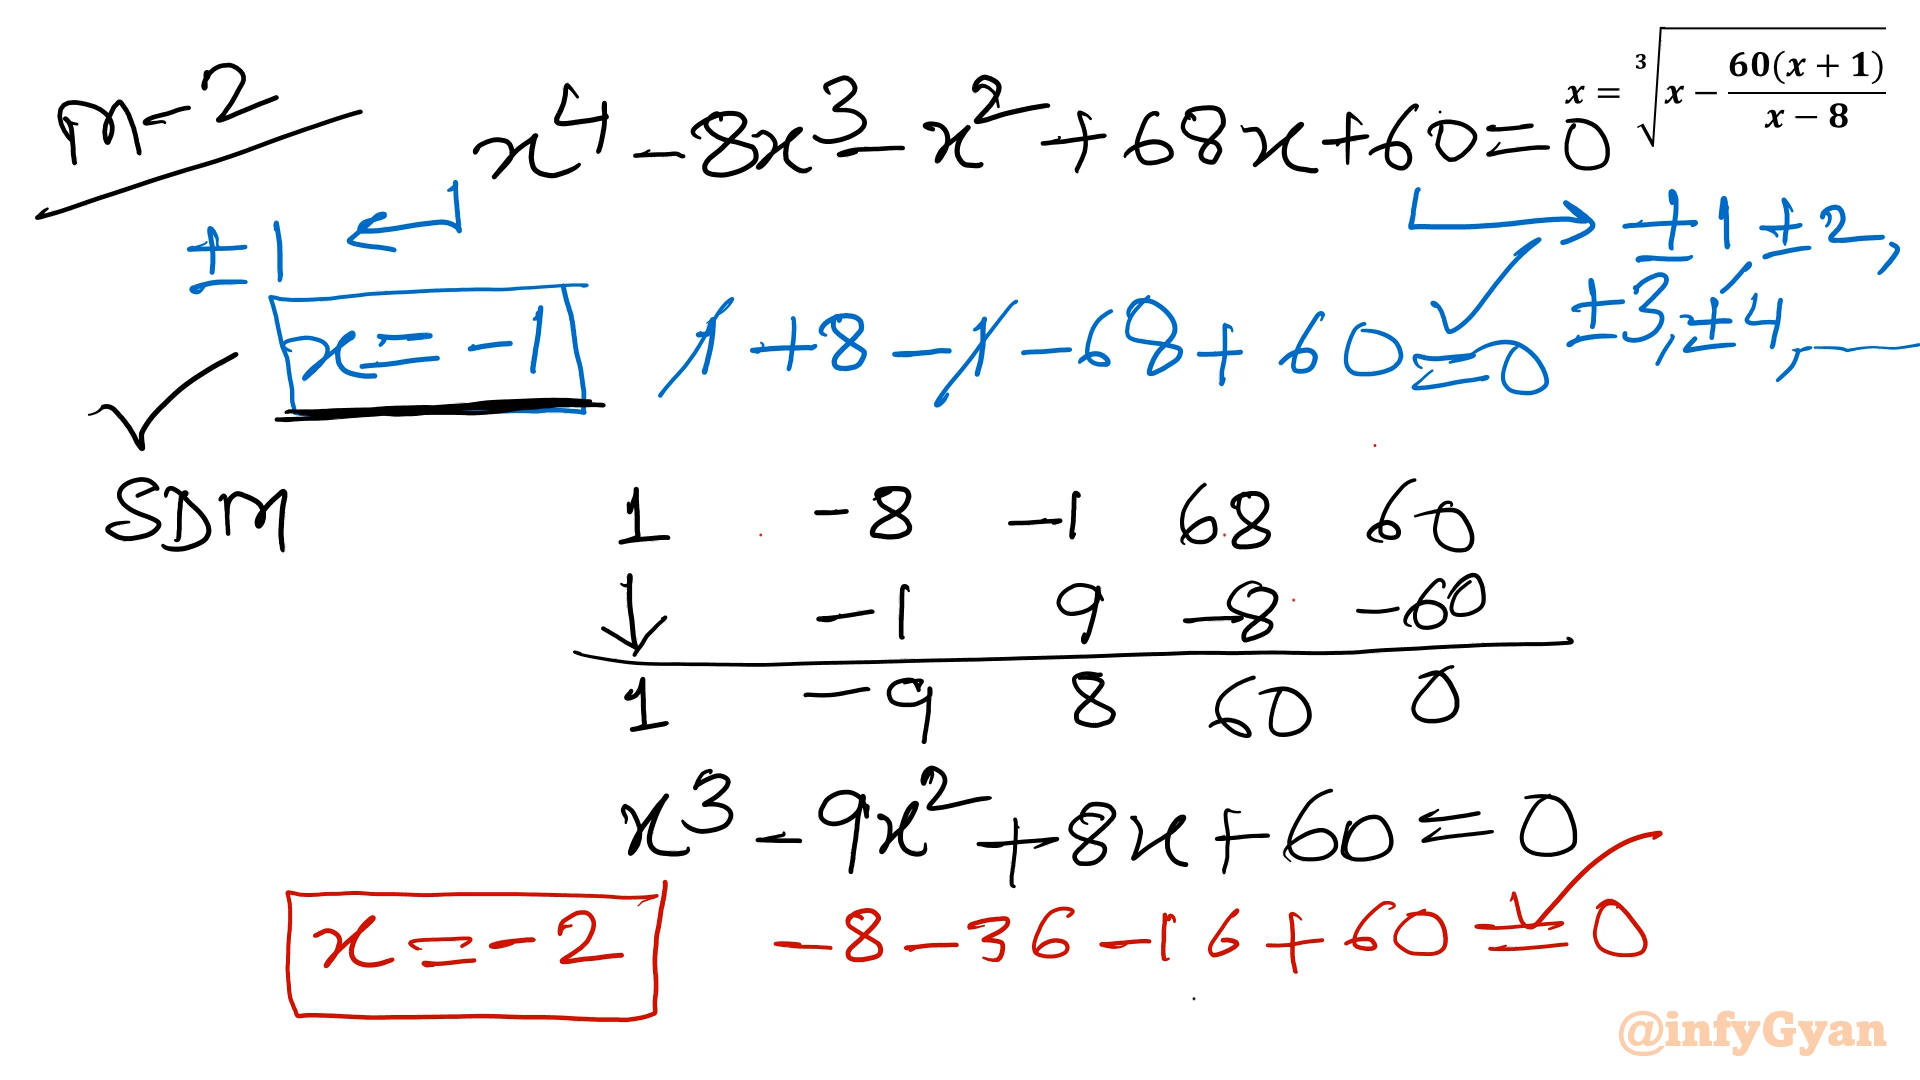 m-2
x⁴ - 8x³ - x² + 68x + 60 = 0
x = ∛(x - 60(x + 1)/(x - 8))
±1
±1, ±2,
±3, ±4,
x = -1
1 + 8 - 1 - 68 + 60 = 0
SDM
1 -8 -1 68 60
↓ -1 9 -8 -60
1 -9 8 60 0
x³ - 9x² + 8x + 60 = 0
x = -2
-8 - 36 - 16 + 60 = 0
@infyGyan